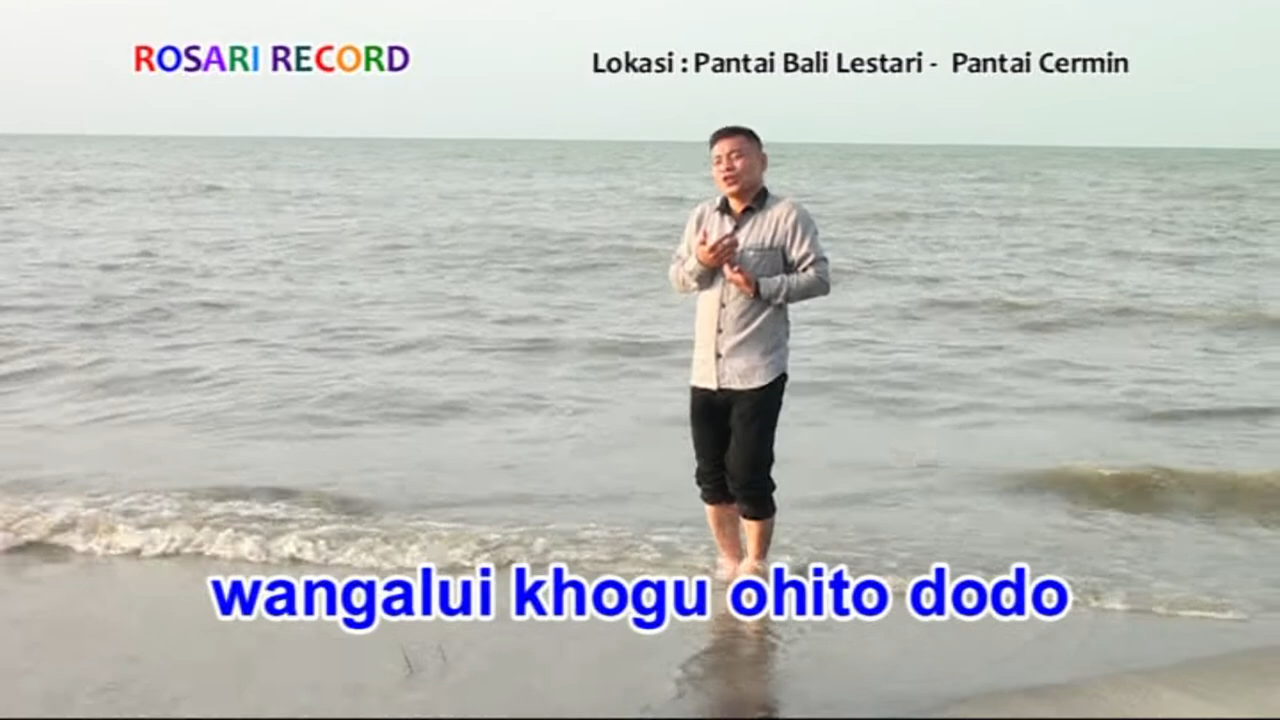 ROSARI RECORD
Lokasi : Pantai Bali Lestari - Pantai Cermin
wangalui khogu ohito dodo